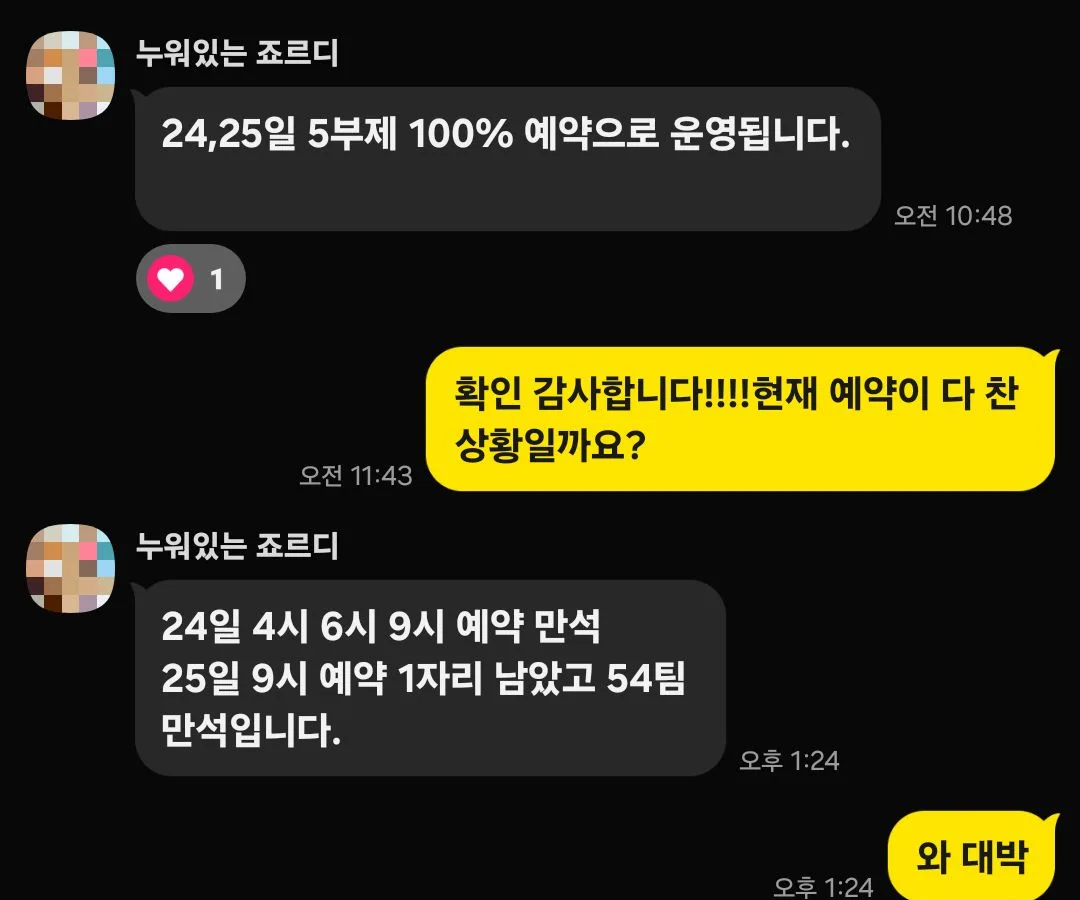 누워있는 죠르디
24,25일 5부제 100% 예약으로 운영됩니다.
오전 10:48
1
확인 감사합니다!!!!현재 예약이 다 찬
상황일까요?
오전 11:43
누워있는 죠르디
24일 4시 6시 9시 예약 만석
25일 9시 예약 1자리 남았고 54팀
만석입니다.
오후 1:24
와 대박
오후 1:24